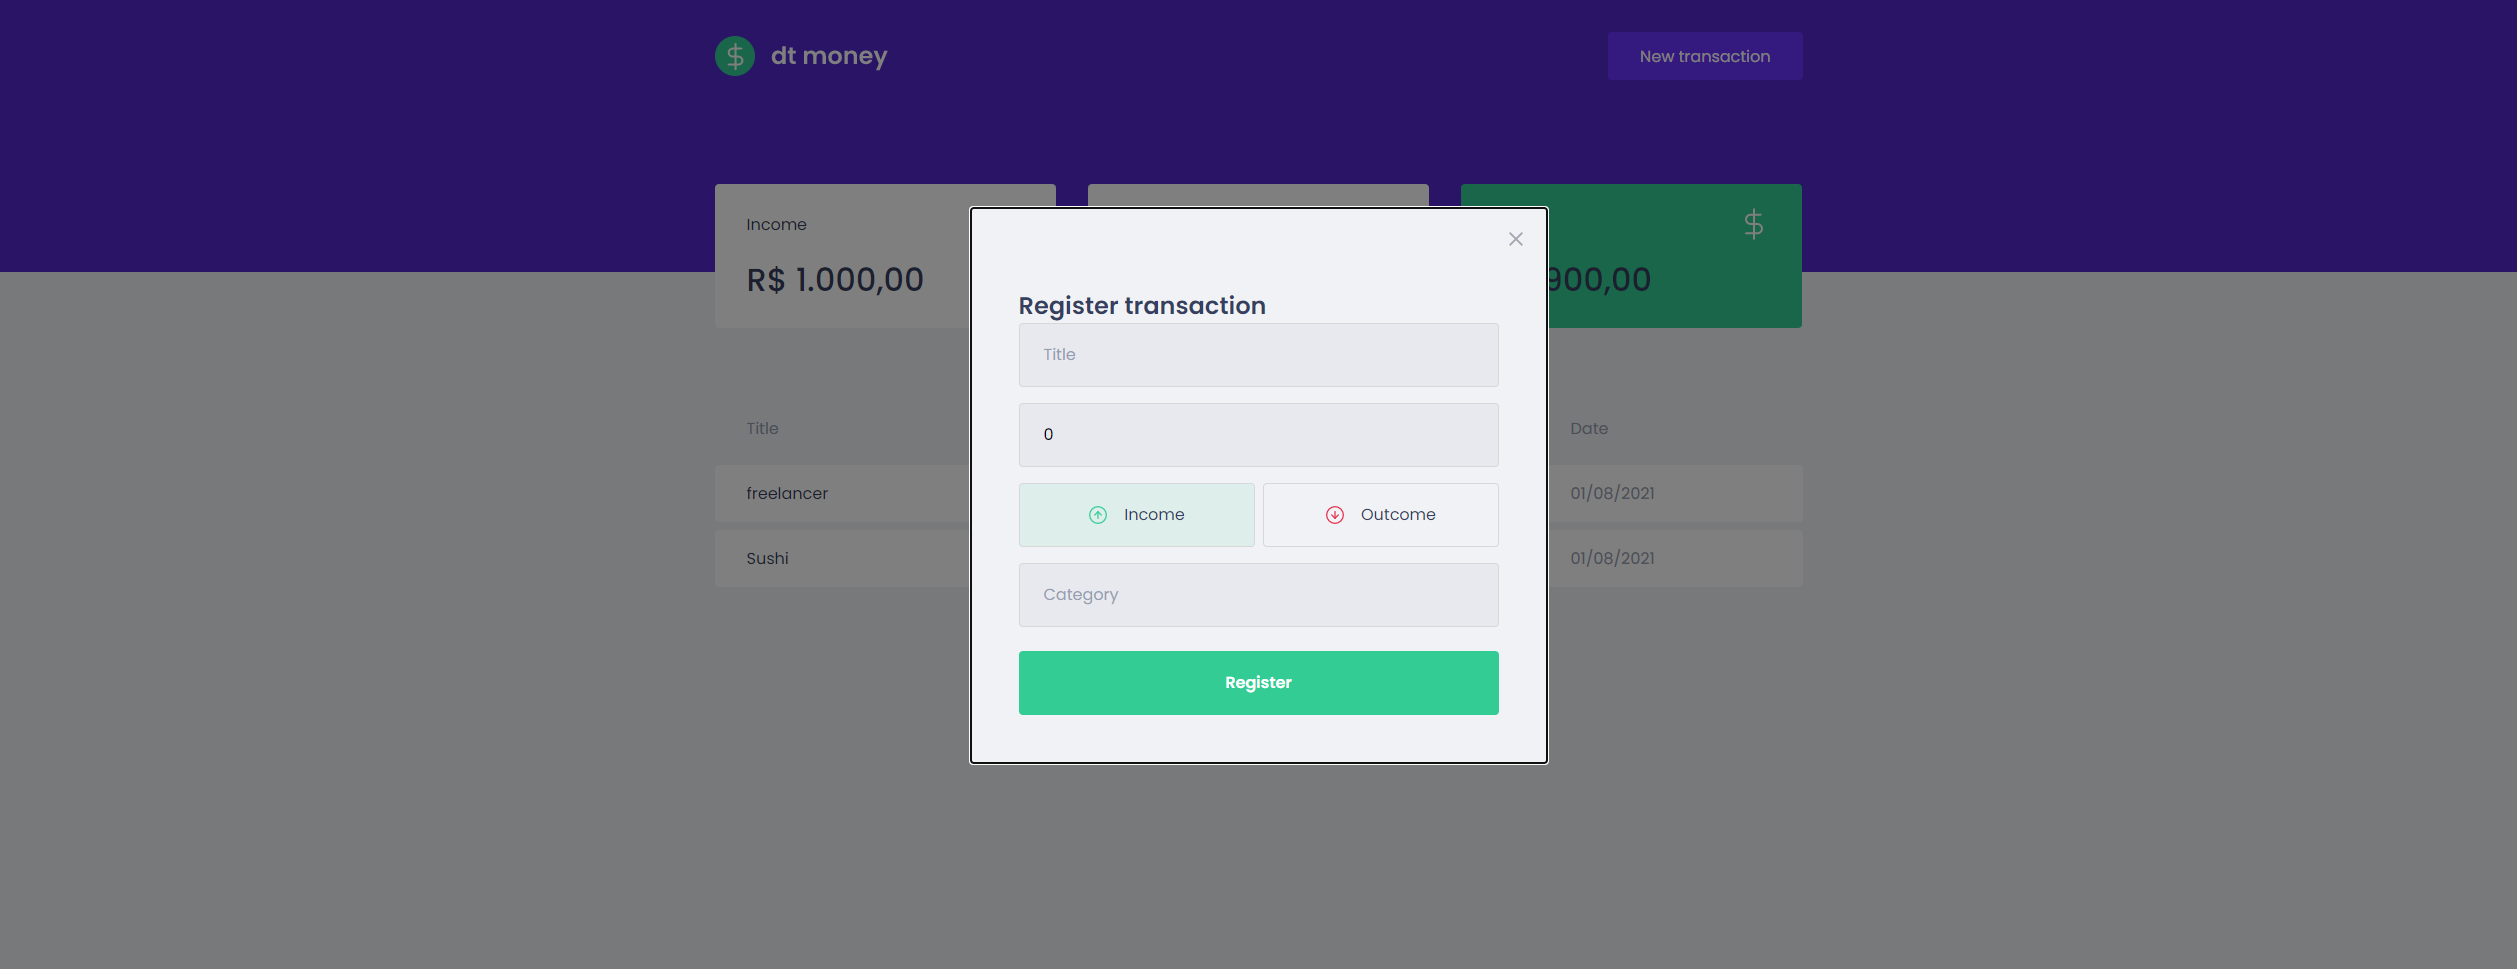 dt money
New transaction
Income
R$ 1.000,00
900,00
Register transaction
Title
0
Income
Outcome
Category
Register
Title
Date
freelancer
01/08/2021
Sushi
01/08/2021